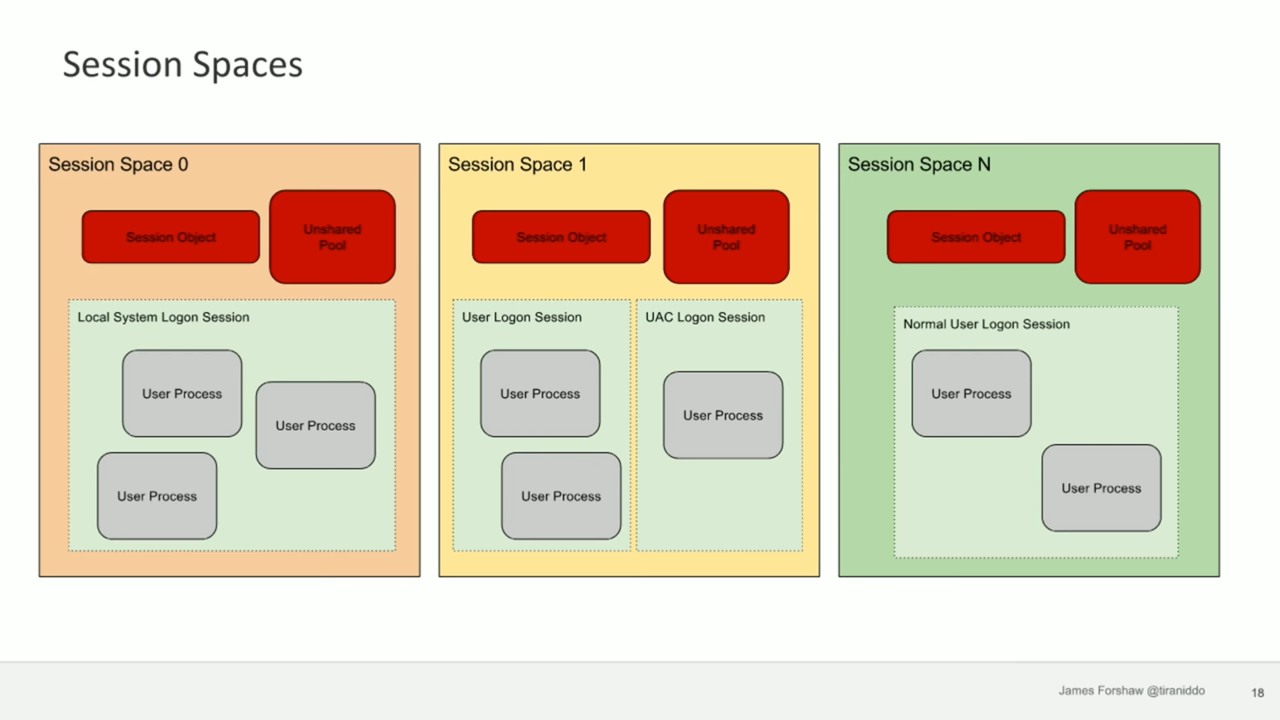 Session Spaces
Session Space 0
Session Object
Unshared
Pool
Local System Logon Session
User Process
User Process
User Process
Session Space 1
Session Object
Unshared
Pool
User Logon Session
User Process
User Process
UAC Logon Session
User Process
Session Space N
Session Object
Unshared
Pool
Normal User Logon Session
User Process
User Process
James Forshaw @tiraniddo
18